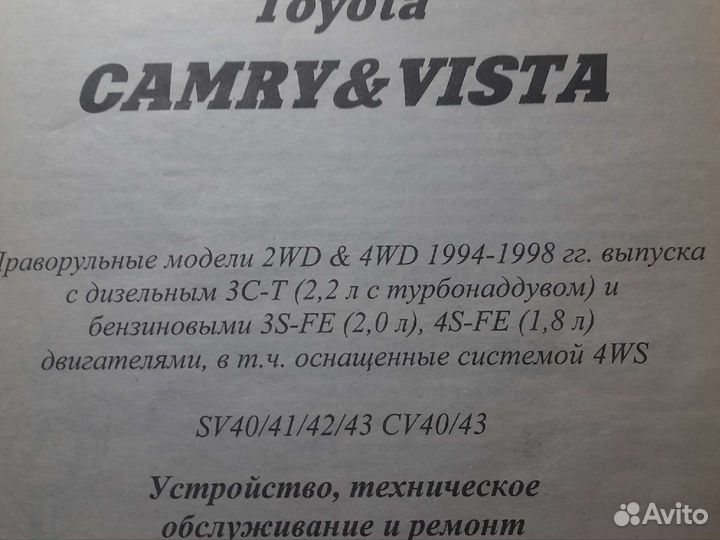 Toyota
CAMRY&VISTA
Праворульные модели 2WD & 4WD 1994-1998 гг. выпуска
с дизельным 3C-T (2,2 л с турбонаддувом) и
бензиновыми 3S-FE (2,0 л), 4S-FE (1,8 л)
двигателями, в т.ч. оснащенные системой 4WS
SV40/41/42/43 CV40/43
Устройство, техническое
обслуживание и ремонт
Avito